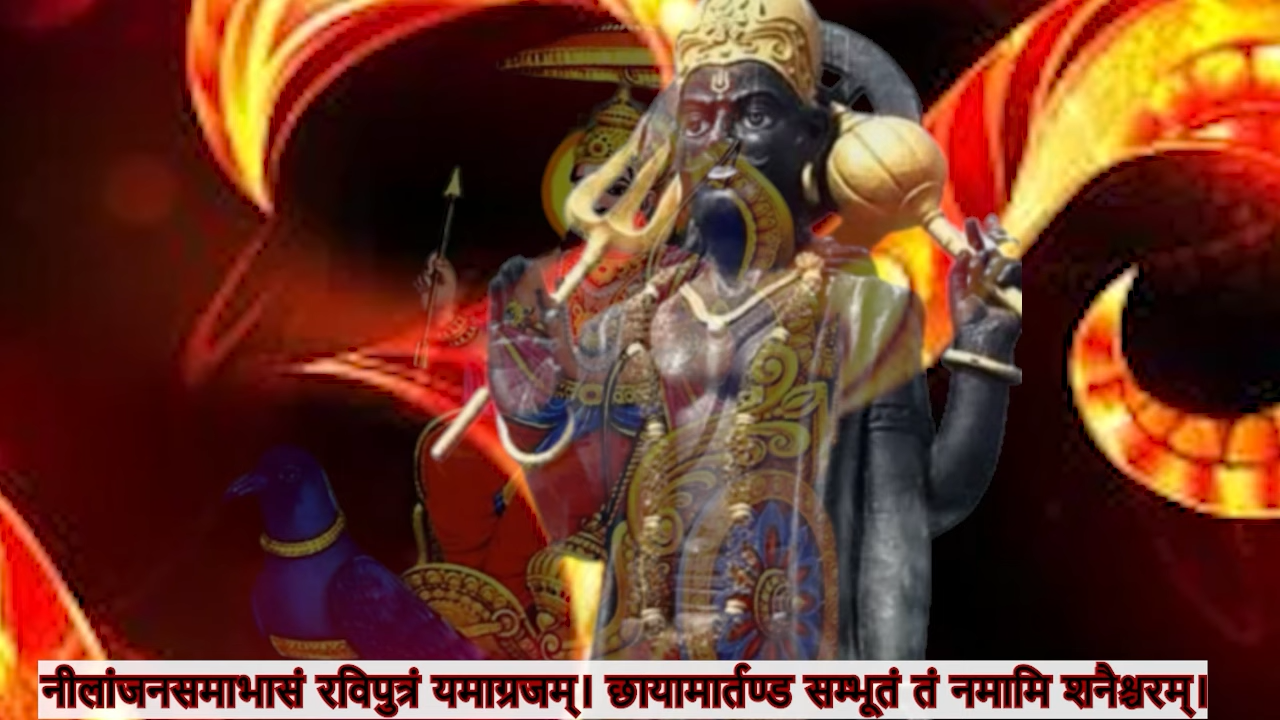 नीलांजनसमाभासं रविपुत्रं यमाग्रजम्। छायामार्तण्ड सम्भूतं तं नमामि शनैश्चरम्।